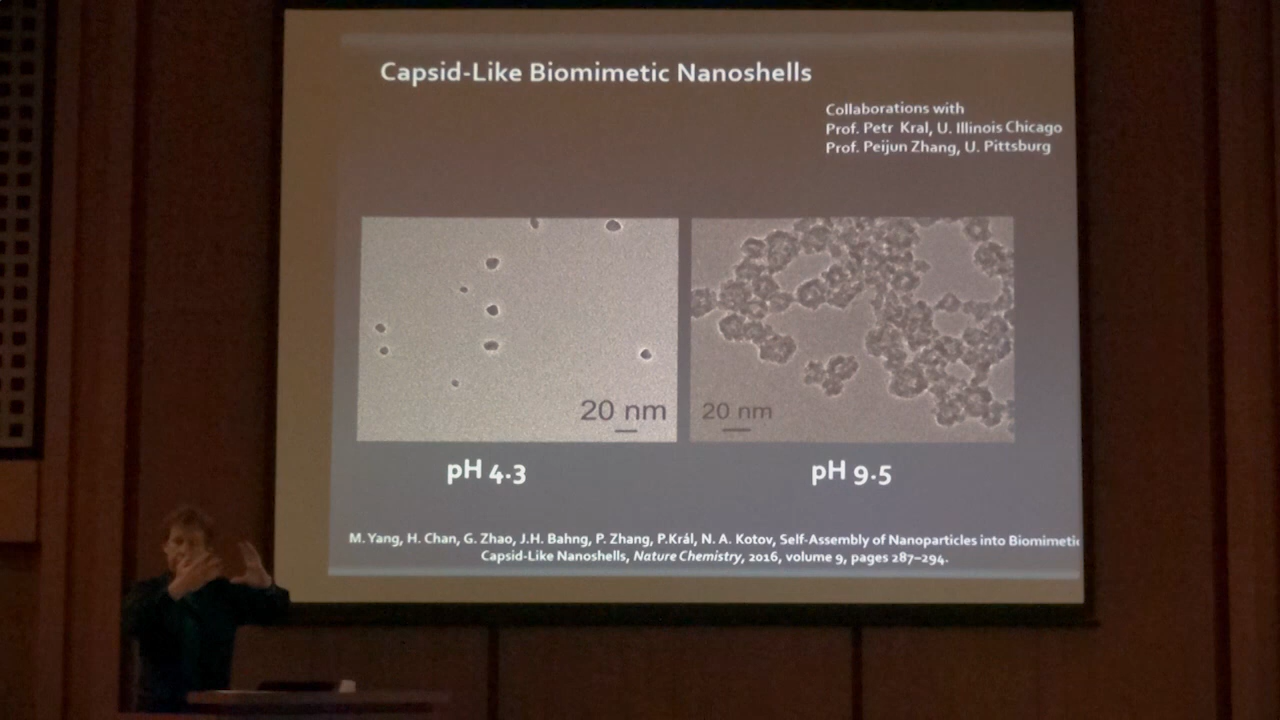 Capsid-Like Biomimetic Nanoshells
Collaborations with
Prof. Petr Kral, U. Illinois Chicago
Prof. Peijun Zhang, U. Pittsburg
20 nm
20 nm
pH 4.3
pH 9.5
M. Yang, H. Chan, G. Zhao, J.H. Bahng, P. Zhang, P.Král, N. A. Kotov, Self-Assembly of Nanoparticles into Biomimetic
Capsid-Like Nanoshells, Nature Chemistry, 2016, volume 9, pages 287–294.